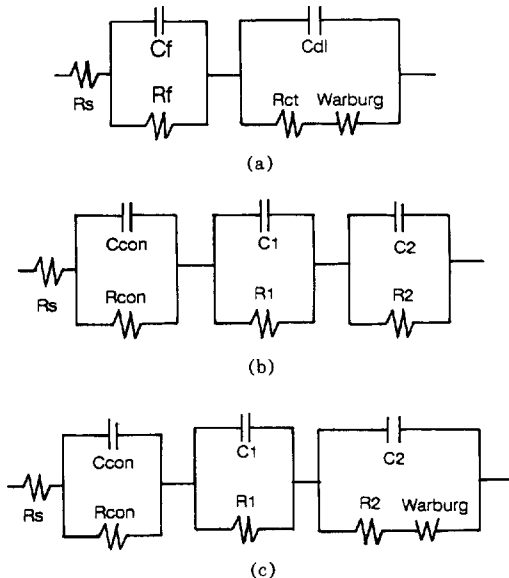 Cf
Cdl
Rs
Rf
Rct
Warburg
(a)
Ccon
C1
C2
Rs
Rcon
R1
R2
(b)
Ccon
C1
C2
Rs
Rcon
R1
R2
Warburg
(c)